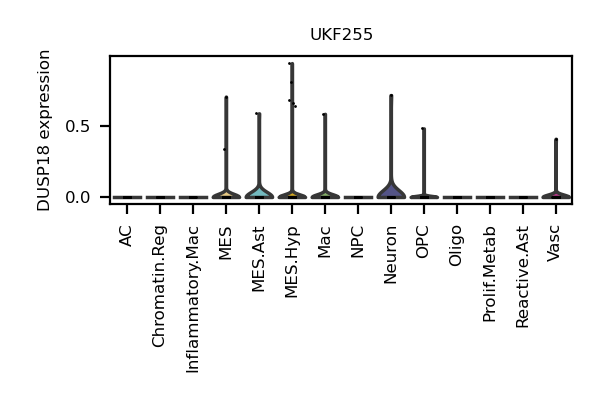 UKF255
DUSP18 expression
0.5
0.0
AC
Chromatin.Reg
Inflammatory.Mac
MES
MES.Ast
MES.Hyp
Mac
NPC
Neuron
OPC
Oligo
Prolif.Metab
Reactive.Ast
Vasc